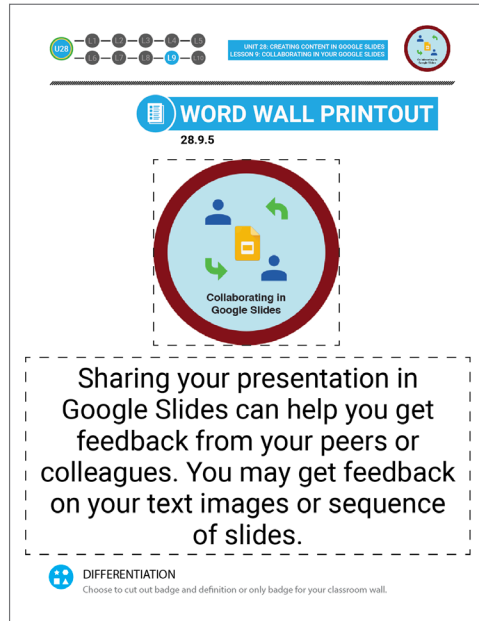 U28
L1 L2 L3 L4 L5
L6 L7 L8 L9 L10
UNIT 28: CREATING CONTENT IN GOOGLE SLIDES
LESSON 9: COLLABORATING IN YOUR GOOGLE SLIDES
Collaborating in
Google Slides
WORD WALL PRINTOUT
28.9.5
Collaborating in
Google Slides
Sharing your presentation in
Google Slides can help you get
feedback from your peers or
colleagues. You may get feedback
on your text images or sequence
of slides.
DIFFERENTIATION
Choose to cut out badge and definition or only badge for your classroom wall.